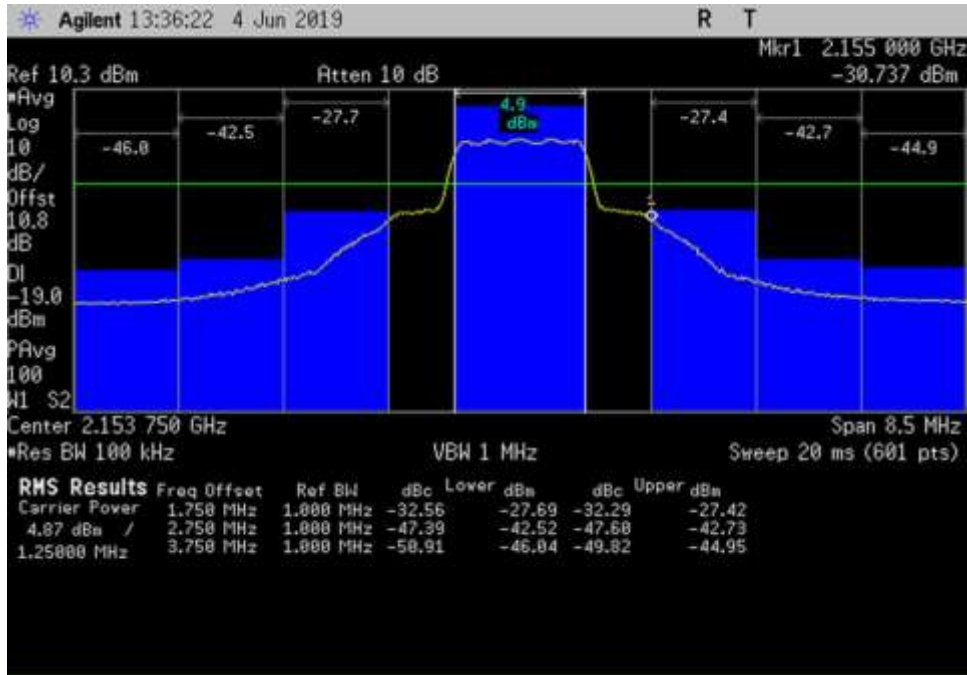 Agilent 13:36:22 4 Jun 2019 R T
Mkr1 2.155 000 GHz
Ref 10.3 dBm Atten 10 dB -30.737 dBm
*Avg
Log
10
dB/
Offst
10.8
dB
DI
-19.0
dBm
PAvg
100
W1 S2
-46.0 -42.5 -27.7 4.9 dBm -27.4 -42.7 -44.9
1
Center 2.153 750 GHz Span 8.5 MHz
*Res BW 100 kHz VBW 1 MHz Sweep 20 ms (601 pts)
RMS Results Freq Offset Ref BW dBc Lower dBm dBc Upper dBm
Carrier Power 1.750 MHz 1.000 MHz -32.56 -27.69 -32.29 -27.42
4.87 dBm / 2.750 MHz 1.000 MHz -47.39 -42.52 -47.60 -42.73
1.25000 MHz 3.750 MHz 1.000 MHz -50.91 -46.04 -49.82 -44.95